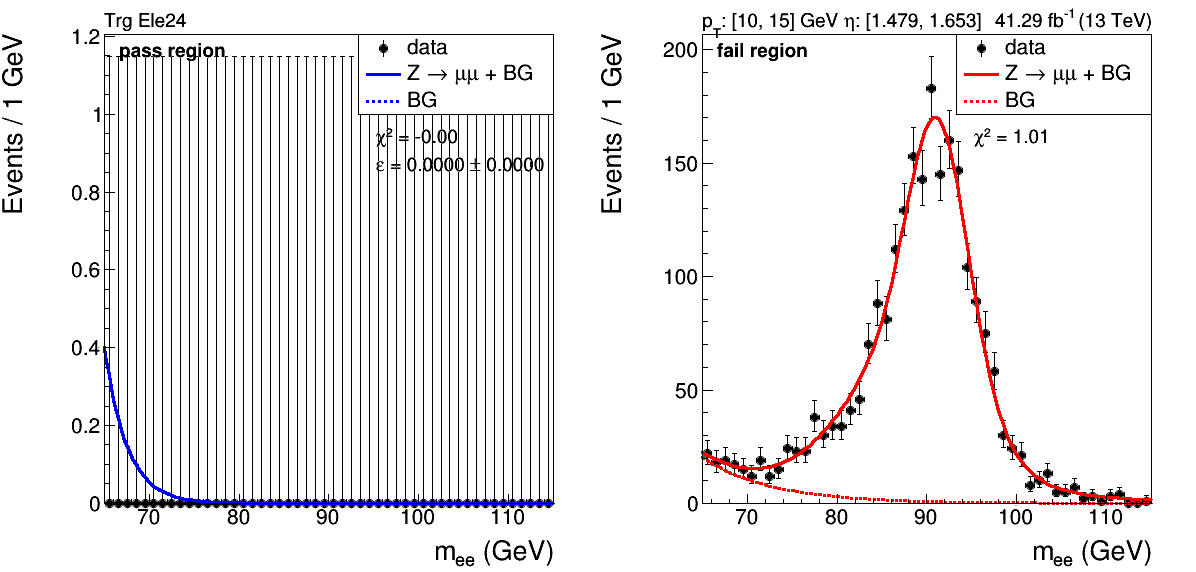 Trg Ele24
Events / 1 GeV
pass region
data
Z → μμ + BG
BG
χ² = -0.00
ε = 0.0000 ± 0.0000
1.2
1
0.8
0.6
0.4
0.2
0
70 80 90 100 110
m_ee (GeV)
p_T: [10, 15] GeV η: [1.479, 1.653] 41.29 fb⁻¹ (13 TeV)
Events / 1 GeV
fail region
data
Z → μμ + BG
BG
χ² = 1.01
200
150
100
50
0
70 80 90 100 110
m_ee (GeV)